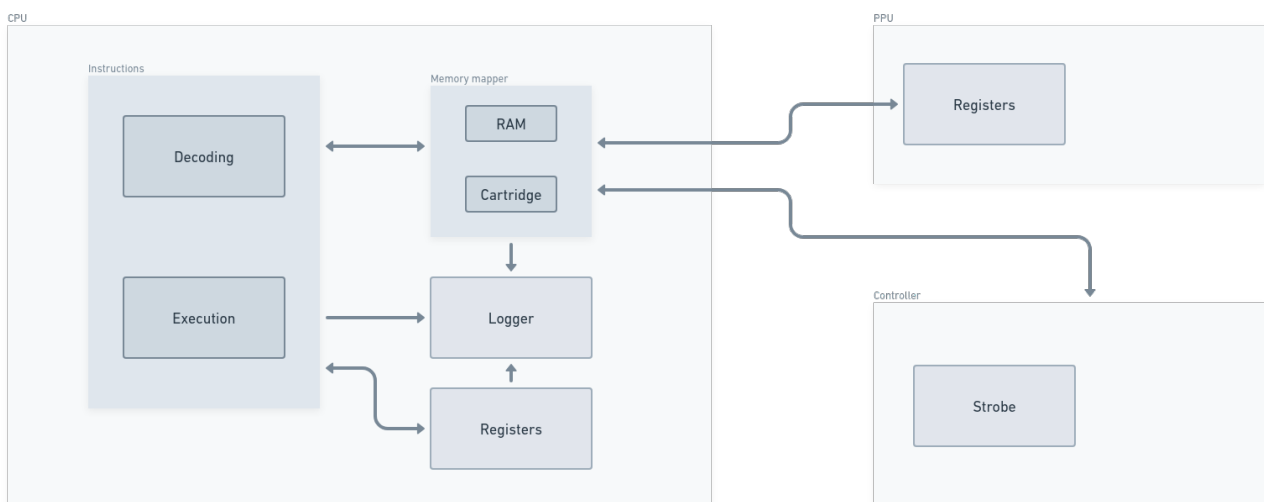 CPU
PPU
Instructions
Memory mapper
RAM
Registers
Decoding
Cartridge
Controller
Execution
Logger
Strobe
Registers